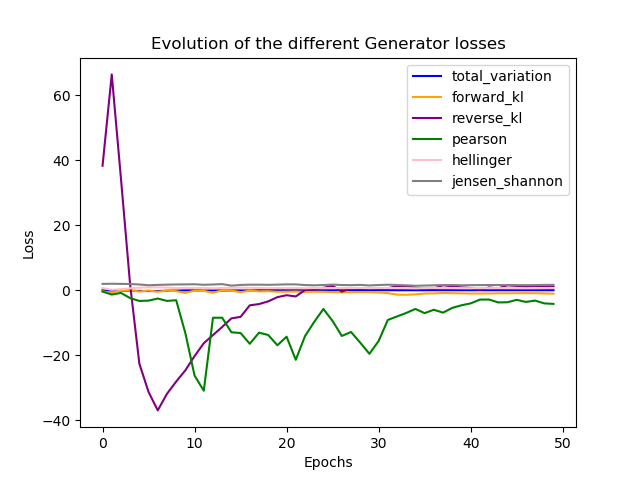 Evolution of the different Generator losses
total_variation
forward_kl
reverse_kl
pearson
hellinger
jensen_shannon
Loss
60
40
20
0
−20
−40
0 10 20 30 40 50
Epochs